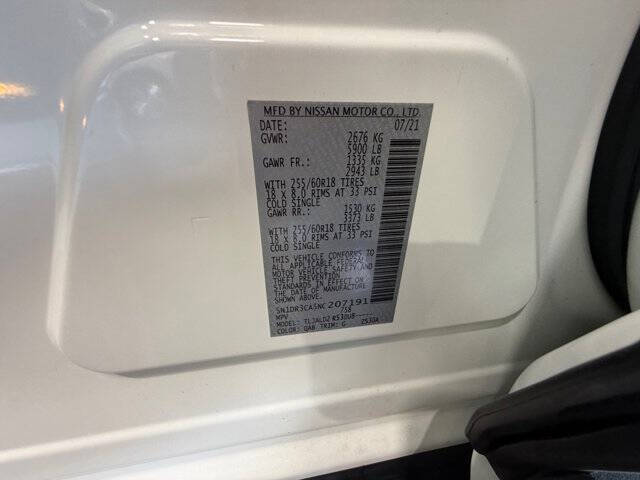 MFD BY NISSAN MOTOR CO., LTD.
DATE: 07/21
GVWR: 2676 KG
5900 LB
GAWR FR.: 1335 KG
2943 LB
WITH 255/60R18 TIRES
18 X 8.0 RIMS AT 33 PSI
COLD SINGLE
GAWR RR.: 1530 KG
3373 LB
WITH 255/60R18 TIRES
18 X 8.0 RIMS AT 33 PSI
COLD SINGLE
THIS VEHICLE CONFORMS TO
ALL APPLICABLE FEDERAL
MOTOR VEHICLE SAFETY AND
THEFT PREVENTION
STANDARDS IN EFFECT ON
THE DATE OF MANUFACTURE
SHOWN ABOVE.
5N1DR3CA5NC207191
MPV
MODEL:
COLOR: QAB TRIM: G